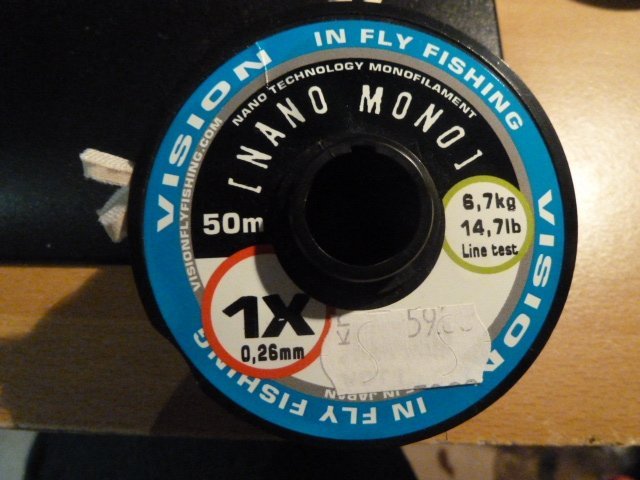 VISION
IN FLY FISHING
VISION
IN FLY FISHING
VISIONFLYFISHING.COM
NANO TECHNOLOGY MONOFILAMENT
[NANO MONO]
50m
6,7kg
14,7lb
Line test
1X
0,26mm
IN JAPAN